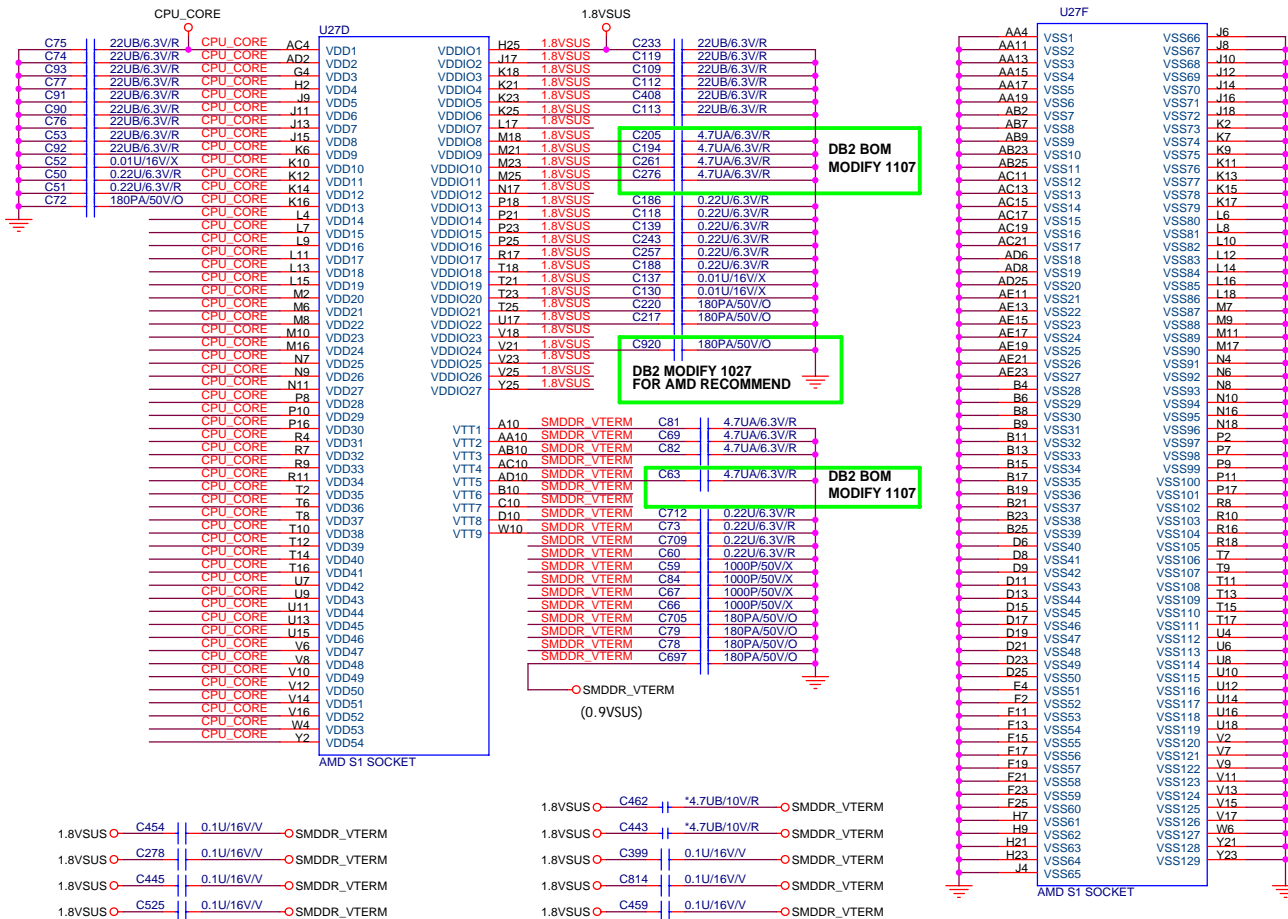 CPU_CORE
C75 22UB/6.3V/R CPU_CORE AC4 VDD1
C74 22UB/6.3V/R CPU_CORE AD2 VDD2
C93 22UB/6.3V/R CPU_CORE G4 VDD3
C77 22UB/6.3V/R CPU_CORE H2 VDD4
C91 22UB/6.3V/R CPU_CORE J9 VDD5
C90 22UB/6.3V/R CPU_CORE J11 VDD6
C76 22UB/6.3V/R CPU_CORE J13 VDD7
C53 22UB/6.3V/R CPU_CORE J15 VDD8
C92 22UB/6.3V/R CPU_CORE K6 VDD9
C52 0.01U/16V/X CPU_CORE K10 VDD10
C50 0.22U/6.3V/R CPU_CORE K12 VDD11
C51 0.22U/6.3V/R CPU_CORE K14 VDD12
C72 180PA/50V/O CPU_CORE K16 VDD13
CPU_CORE L4 VDD14
CPU_CORE L7 VDD15
CPU_CORE L9 VDD16
CPU_CORE L11 VDD17
CPU_CORE L13 VDD18
CPU_CORE L15 VDD19
CPU_CORE M2 VDD20
CPU_CORE M6 VDD21
CPU_CORE M8 VDD22
CPU_CORE M10 VDD23
CPU_CORE M16 VDD24
CPU_CORE N7 VDD25
CPU_CORE N9 VDD26
CPU_CORE N11 VDD27
CPU_CORE P8 VDD28
CPU_CORE P10 VDD29
CPU_CORE P16 VDD30
CPU_CORE R4 VDD31
CPU_CORE R7 VDD32
CPU_CORE R9 VDD33
CPU_CORE R11 VDD34
CPU_CORE T2 VDD35
CPU_CORE T6 VDD36
CPU_CORE T8 VDD37
CPU_CORE T10 VDD38
CPU_CORE T12 VDD39
CPU_CORE T14 VDD40
CPU_CORE T16 VDD41
CPU_CORE U7 VDD42
CPU_CORE U9 VDD43
CPU_CORE U11 VDD44
CPU_CORE U13 VDD45
CPU_CORE U15 VDD46
CPU_CORE V6 VDD47
CPU_CORE V8 VDD48
CPU_CORE V10 VDD49
CPU_CORE V12 VDD50
CPU_CORE V14 VDD51
CPU_CORE V16 VDD52
CPU_CORE W4 VDD53
CPU_CORE Y2 VDD54
U27D
1.8VSUS
VDDIO1 H25 1.8VSUS C233 22UB/6.3V/R
VDDIO2 J17 1.8VSUS C119 22UB/6.3V/R
VDDIO3 K18 1.8VSUS C109 22UB/6.3V/R
VDDIO4 K21 1.8VSUS C112 22UB/6.3V/R
VDDIO5 K23 1.8VSUS C408 22UB/6.3V/R
VDDIO6 K25 1.8VSUS C113 22UB/6.3V/R
VDDIO7 L17 1.8VSUS
VDDIO8 M18 1.8VSUS C205 4.7UA/6.3V/R
VDDIO9 M21 1.8VSUS C194 4.7UA/6.3V/R
VDDIO10 M23 1.8VSUS C261 4.7UA/6.3V/R
VDDIO11 M25 1.8VSUS C276 4.7UA/6.3V/R
DB2 BOM
MODIFY 1107
VDDIO12 N17 1.8VSUS
VDDIO13 P18 1.8VSUS C186 0.22U/6.3V/R
VDDIO14 P21 1.8VSUS C118 0.22U/6.3V/R
VDDIO15 P23 1.8VSUS C139 0.22U/6.3V/R
VDDIO16 P25 1.8VSUS C243 0.22U/6.3V/R
VDDIO17 R17 1.8VSUS C257 0.22U/6.3V/R
VDDIO18 T18 1.8VSUS C188 0.22U/6.3V/R
VDDIO19 T21 1.8VSUS C137 0.01U/16V/X
VDDIO20 T23 1.8VSUS C130 0.01U/16V/X
VDDIO21 T25 1.8VSUS C220 180PA/50V/O
VDDIO22 U17 1.8VSUS C217 180PA/50V/O
VDDIO23 V18 1.8VSUS
VDDIO24 V21 1.8VSUS C920 180PA/50V/O
VDDIO25 V23 1.8VSUS
VDDIO26 V25 1.8VSUS
VDDIO27 Y25 1.8VSUS
DB2 MODIFY 1027
FOR AMD RECOMMEND
VTT1 A10 SMDDR_VTERM C81 4.7UA/6.3V/R
VTT2 AA10 SMDDR_VTERM C69 4.7UA/6.3V/R
VTT3 AB10 SMDDR_VTERM C82 4.7UA/6.3V/R
VTT4 AC10 SMDDR_VTERM
VTT5 AD10 SMDDR_VTERM C63 4.7UA/6.3V/R
DB2 BOM
MODIFY 1107
VTT6 B10 SMDDR_VTERM
VTT7 C10 SMDDR_VTERM
VTT8 D10 SMDDR_VTERM C712 0.22U/6.3V/R
VTT9 W10 SMDDR_VTERM C73 0.22U/6.3V/R
SMDDR_VTERM C709 0.22U/6.3V/R
SMDDR_VTERM C60 0.22U/6.3V/R
SMDDR_VTERM C59 1000P/50V/X
SMDDR_VTERM C84 1000P/50V/X
SMDDR_VTERM C67 1000P/50V/X
SMDDR_VTERM C66 1000P/50V/X
SMDDR_VTERM C705 180PA/50V/O
SMDDR_VTERM C79 180PA/50V/O
SMDDR_VTERM C78 180PA/50V/O
SMDDR_VTERM C697 180PA/50V/O
SMDDR_VTERM
(0.9VSUS)
AMD S1 SOCKET
U27F
AA4 VSS1 VSS66 J6
AA11 VSS2 VSS67 J8
AA13 VSS3 VSS68 J10
AA15 VSS4 VSS69 J12
AA17 VSS5 VSS70 J14
AA19 VSS6 VSS71 J16
AB2 VSS7 VSS72 J18
AB7 VSS8 VSS73 K2
AB9 VSS9 VSS74 K7
AB23 VSS10 VSS75 K9
AB25 VSS11 VSS76 K11
AC11 VSS12 VSS77 K13
AC13 VSS13 VSS78 K15
AC15 VSS14 VSS79 K17
AC17 VSS15 VSS80 L6
AC19 VSS16 VSS81 L8
AC21 VSS17 VSS82 L10
AD6 VSS18 VSS83 L12
AD8 VSS19 VSS84 L14
AD25 VSS20 VSS85 L16
AE11 VSS21 VSS86 L18
AE13 VSS22 VSS87 M7
AE15 VSS23 VSS88 M9
AE17 VSS24 VSS89 M11
AE19 VSS25 VSS90 M17
AE21 VSS26 VSS91 N4
AE23 VSS27 VSS92 N6
B4 VSS28 VSS93 N8
B6 VSS29 VSS94 N10
B8 VSS30 VSS95 N16
B9 VSS31 VSS96 N18
B11 VSS32 VSS97 P2
B13 VSS33 VSS98 P7
B15 VSS34 VSS99 P9
B17 VSS35 VSS100 P11
B19 VSS36 VSS101 P17
B21 VSS37 VSS102 R8
B23 VSS38 VSS103 R10
B25 VSS39 VSS104 R16
D6 VSS40 VSS105 R18
D8 VSS41 VSS106 T7
D9 VSS42 VSS107 T9
D11 VSS43 VSS108 T11
D13 VSS44 VSS109 T13
D15 VSS45 VSS110 T15
D17 VSS46 VSS111 T17
D19 VSS47 VSS112 U4
D21 VSS48 VSS113 U6
D23 VSS49 VSS114 U8
D25 VSS50 VSS115 U10
E4 VSS51 VSS116 U12
F2 VSS52 VSS117 U14
F11 VSS53 VSS118 U16
F13 VSS54 VSS119 U18
F15 VSS55 VSS120 V2
F17 VSS56 VSS121 V7
F19 VSS57 VSS122 V9
F21 VSS58 VSS123 V11
F23 VSS59 VSS124 V13
F25 VSS60 VSS125 V15
H7 VSS61 VSS126 V17
H9 VSS62 VSS127 W6
H21 VSS63 VSS128 Y21
H23 VSS64 VSS129 Y23
J4 VSS65
AMD S1 SOCKET
1.8VSUS C454 0.1U/16V/V SMDDR_VTERM
1.8VSUS C278 0.1U/16V/V SMDDR_VTERM
1.8VSUS C445 0.1U/16V/V SMDDR_VTERM
1.8VSUS C525 0.1U/16V/V SMDDR_VTERM
1.8VSUS C462 *4.7UB/10V/R SMDDR_VTERM
1.8VSUS C443 *4.7UB/10V/R SMDDR_VTERM
1.8VSUS C399 0.1U/16V/V SMDDR_VTERM
1.8VSUS C814 0.1U/16V/V SMDDR_VTERM
1.8VSUS C459 0.1U/16V/V SMDDR_VTERM